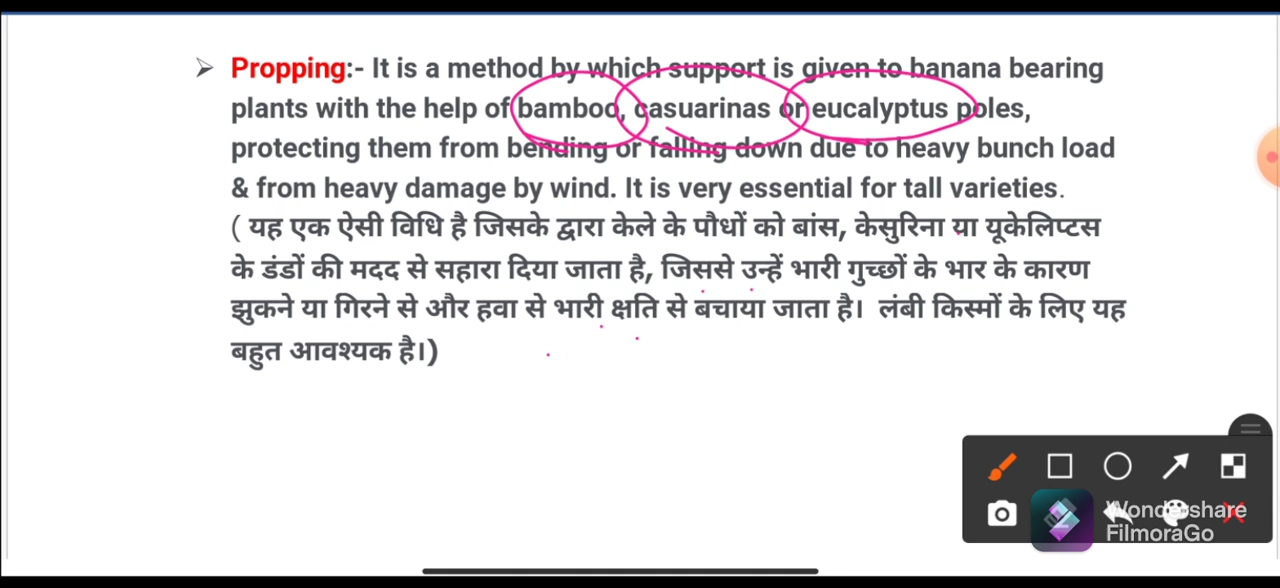 ➢ Propping:- It is a method by which support is given to banana bearing
plants with the help of bamboo, casuarinas or eucalyptus poles,
protecting them from bending or falling down due to heavy bunch load
& from heavy damage by wind. It is very essential for tall varieties.
( यह एक ऐसी विधि है जिसके द्वारा केले के पौधों को बांस, केसुरिना या यूकेलिप्टस
के डंडों की मदद से सहारा दिया जाता है, जिससे उन्हें भारी गुच्छों के भार के कारण
झुकने या गिरने से और हवा से भारी क्षति से बचाया जाता है। लंबी किस्मों के लिए यह
बहुत आवश्यक है।)
Wondershare
FilmoraGo